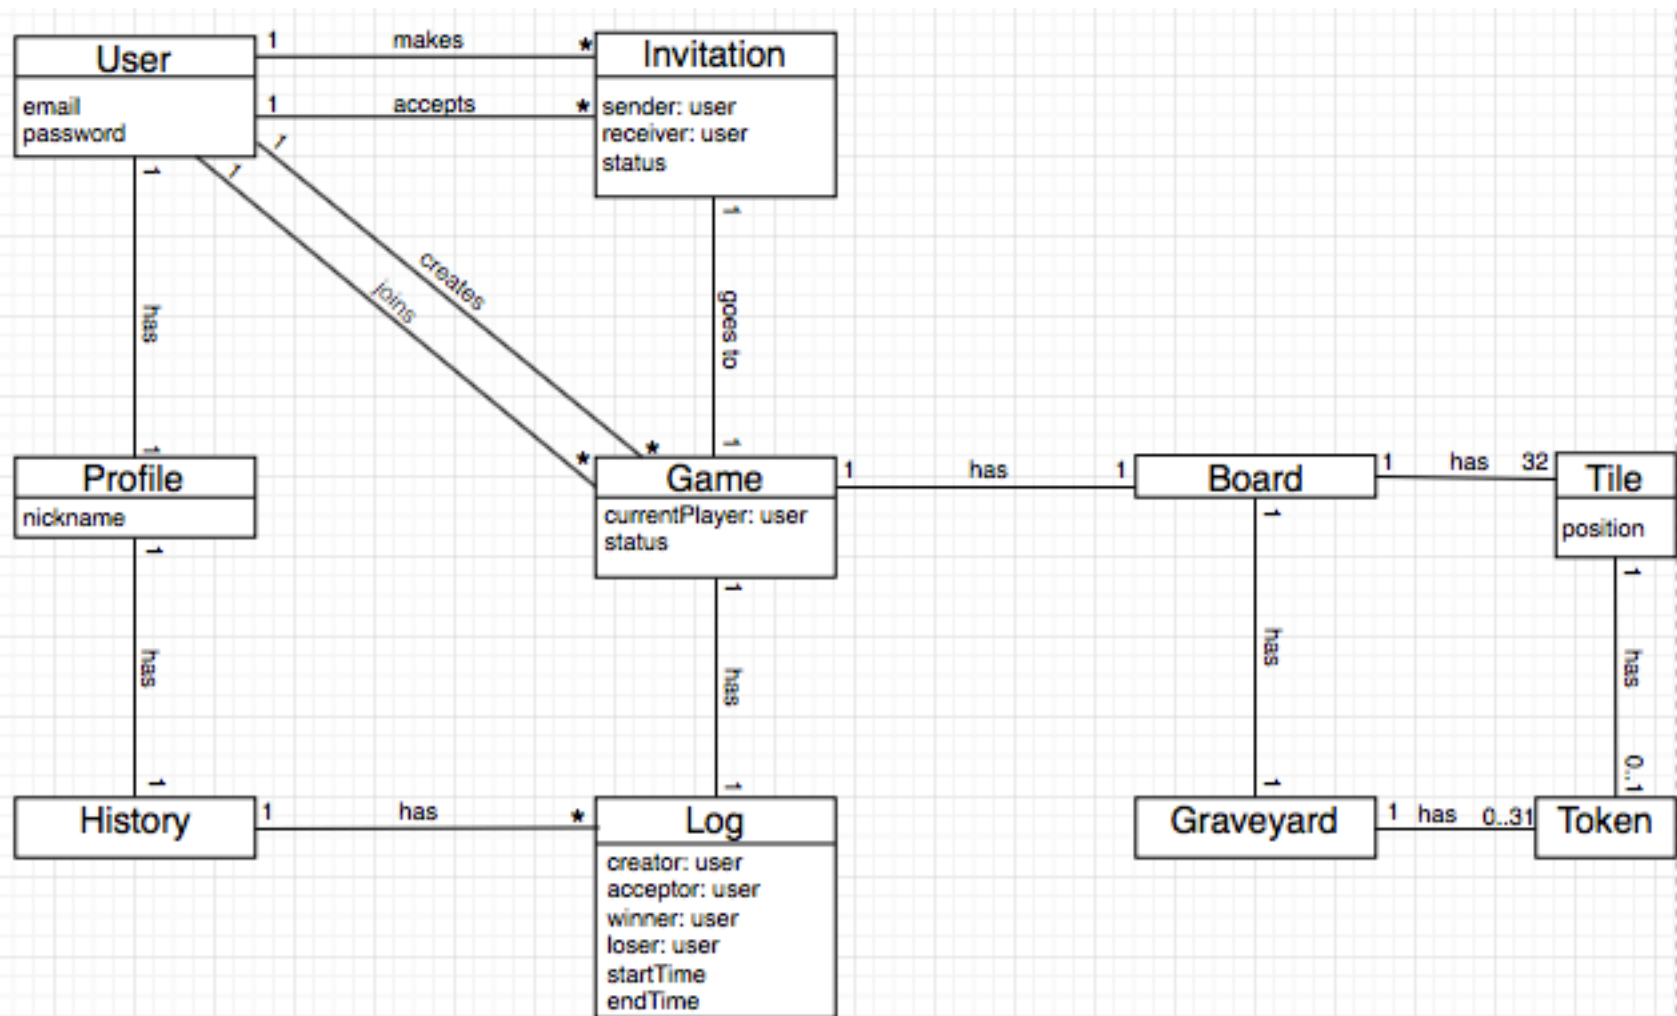 User
email
password
1 makes *
1 accepts *
Invitation
sender: user
receiver: user
status
1
1
creates
joins
*
*
1
has
1
1
goes to
1
Profile
nickname
Game
currentPlayer: user
status
1 has 1
Board
1 has 32
Tile
position
1
has
1
1
has
1
1
has
1
1
has
0..1
History
1 has *
Log
creator: user
acceptor: user
winner: user
loser: user
startTime
endTime
Graveyard
1 has 0..31
Token